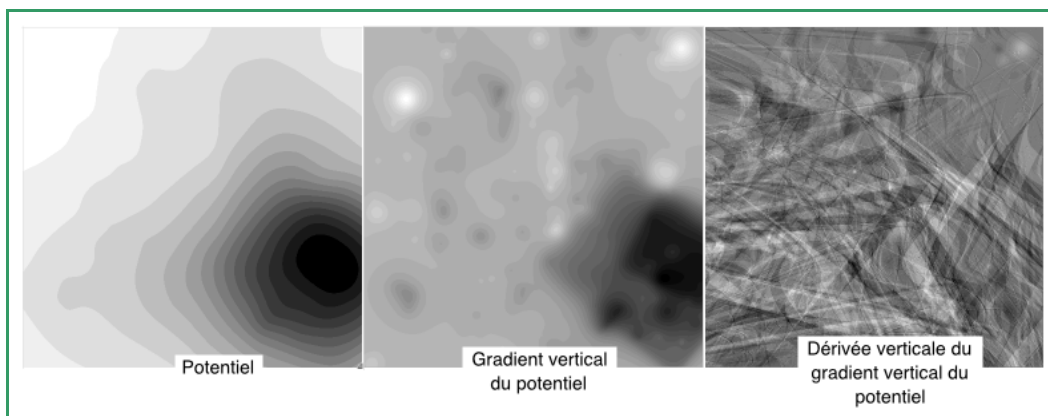 Potentiel
Gradient vertical
du potentiel
Dérivée verticale du
gradient vertical du
potentiel